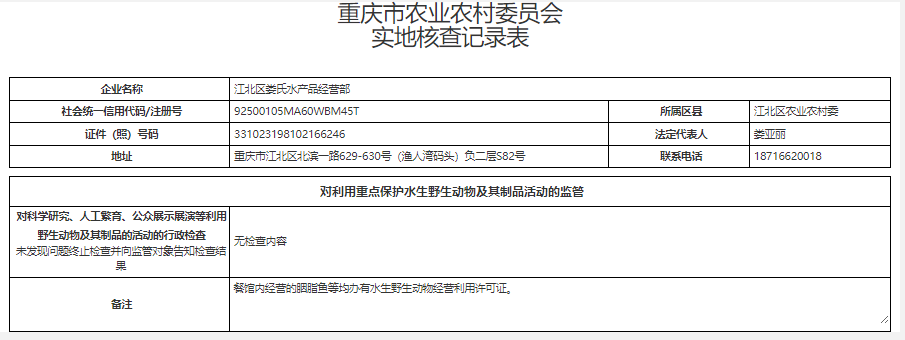 重庆市农业农村委员会
实地核查记录表
企业名称 江北区娄氏水产品经营部
社会统一信用代码/注册号 92500105MA60WBM45T 所属区县 江北区农业农村委
证件（照）号码 331023198102166246 法定代表人 娄亚丽
地址 重庆市江北区北滨一路629-630号（渔人湾码头）负二层S82号 联系电话 18716620018
对利用重点保护水生野生动物及其制品活动的监管
对科学研究、人工繁育、公众展示展演等利用
野生动物及其制品的活动的行政检查
未发现问题终止检查并向监管对象告知检查结
果
无检查内容
备注 餐馆内经营的胭脂鱼等均办有水生野生动物经营利用许可证。